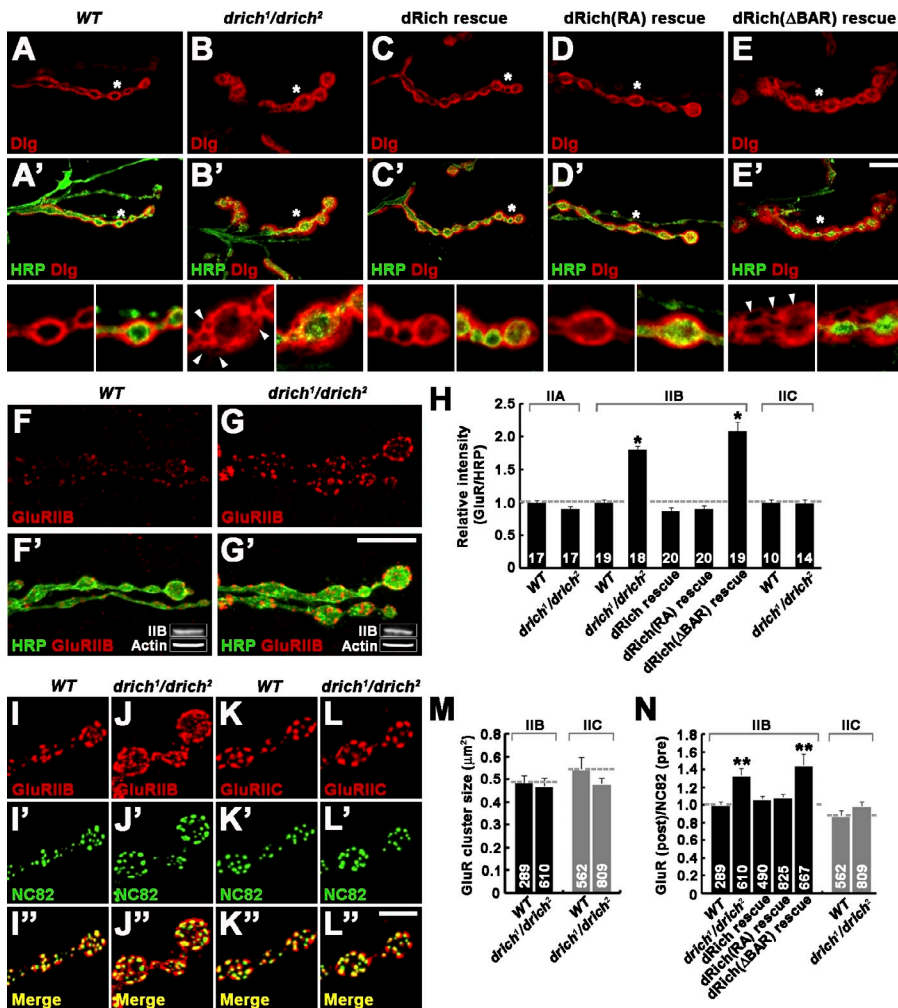 WT drich¹/drich² dRich rescue dRich(RA) rescue dRich(ΔBAR) rescue
A B C D E
* * * * *
Dlg Dlg Dlg Dlg Dlg
A' B' C' D' E'
* * * * *
HRP Dlg HRP Dlg HRP Dlg HRP Dlg HRP Dlg
WT drich¹/drich²
F G
GluRIIB GluRIIB
F' G'
IIB IIB
Actin Actin
HRP GluRIIB HRP GluRIIB
H
IIA IIB IIC
Relative intensity
(GluR/HRP)
2.5
2.0
1.5
1.0
0.5
0
* *
17 17 19 18 20 20 19 10 14
WT drich¹/drich² WT drich¹/drich² dRich rescue dRich(RA) rescue dRich(ΔBAR) rescue WT drich¹/drich²
WT drich¹/drich² WT drich¹/drich²
I J K L
GluRIIB GluRIIB GluRIIC GluRIIC
I' J' K' L'
NC82 NC82 NC82 NC82
I" J" K" L"
Merge Merge Merge Merge
M
IIB IIC
GluR cluster size (μm²)
0.8
0.7
0.6
0.5
0.4
0.3
0.2
0.1
0
289 610 562 809
WT drich¹/drich² WT drich¹/drich²
N
IIB IIC
GluR (post)/NC82 (pre)
1.6
1.4
1.2
1.0
0.8
0.6
0.4
0.2
0
** **
289 610 490 825 667 562 809
WT drich¹/drich² dRich rescue dRich(RA) rescue dRich(ΔBAR) rescue WT drich¹/drich²